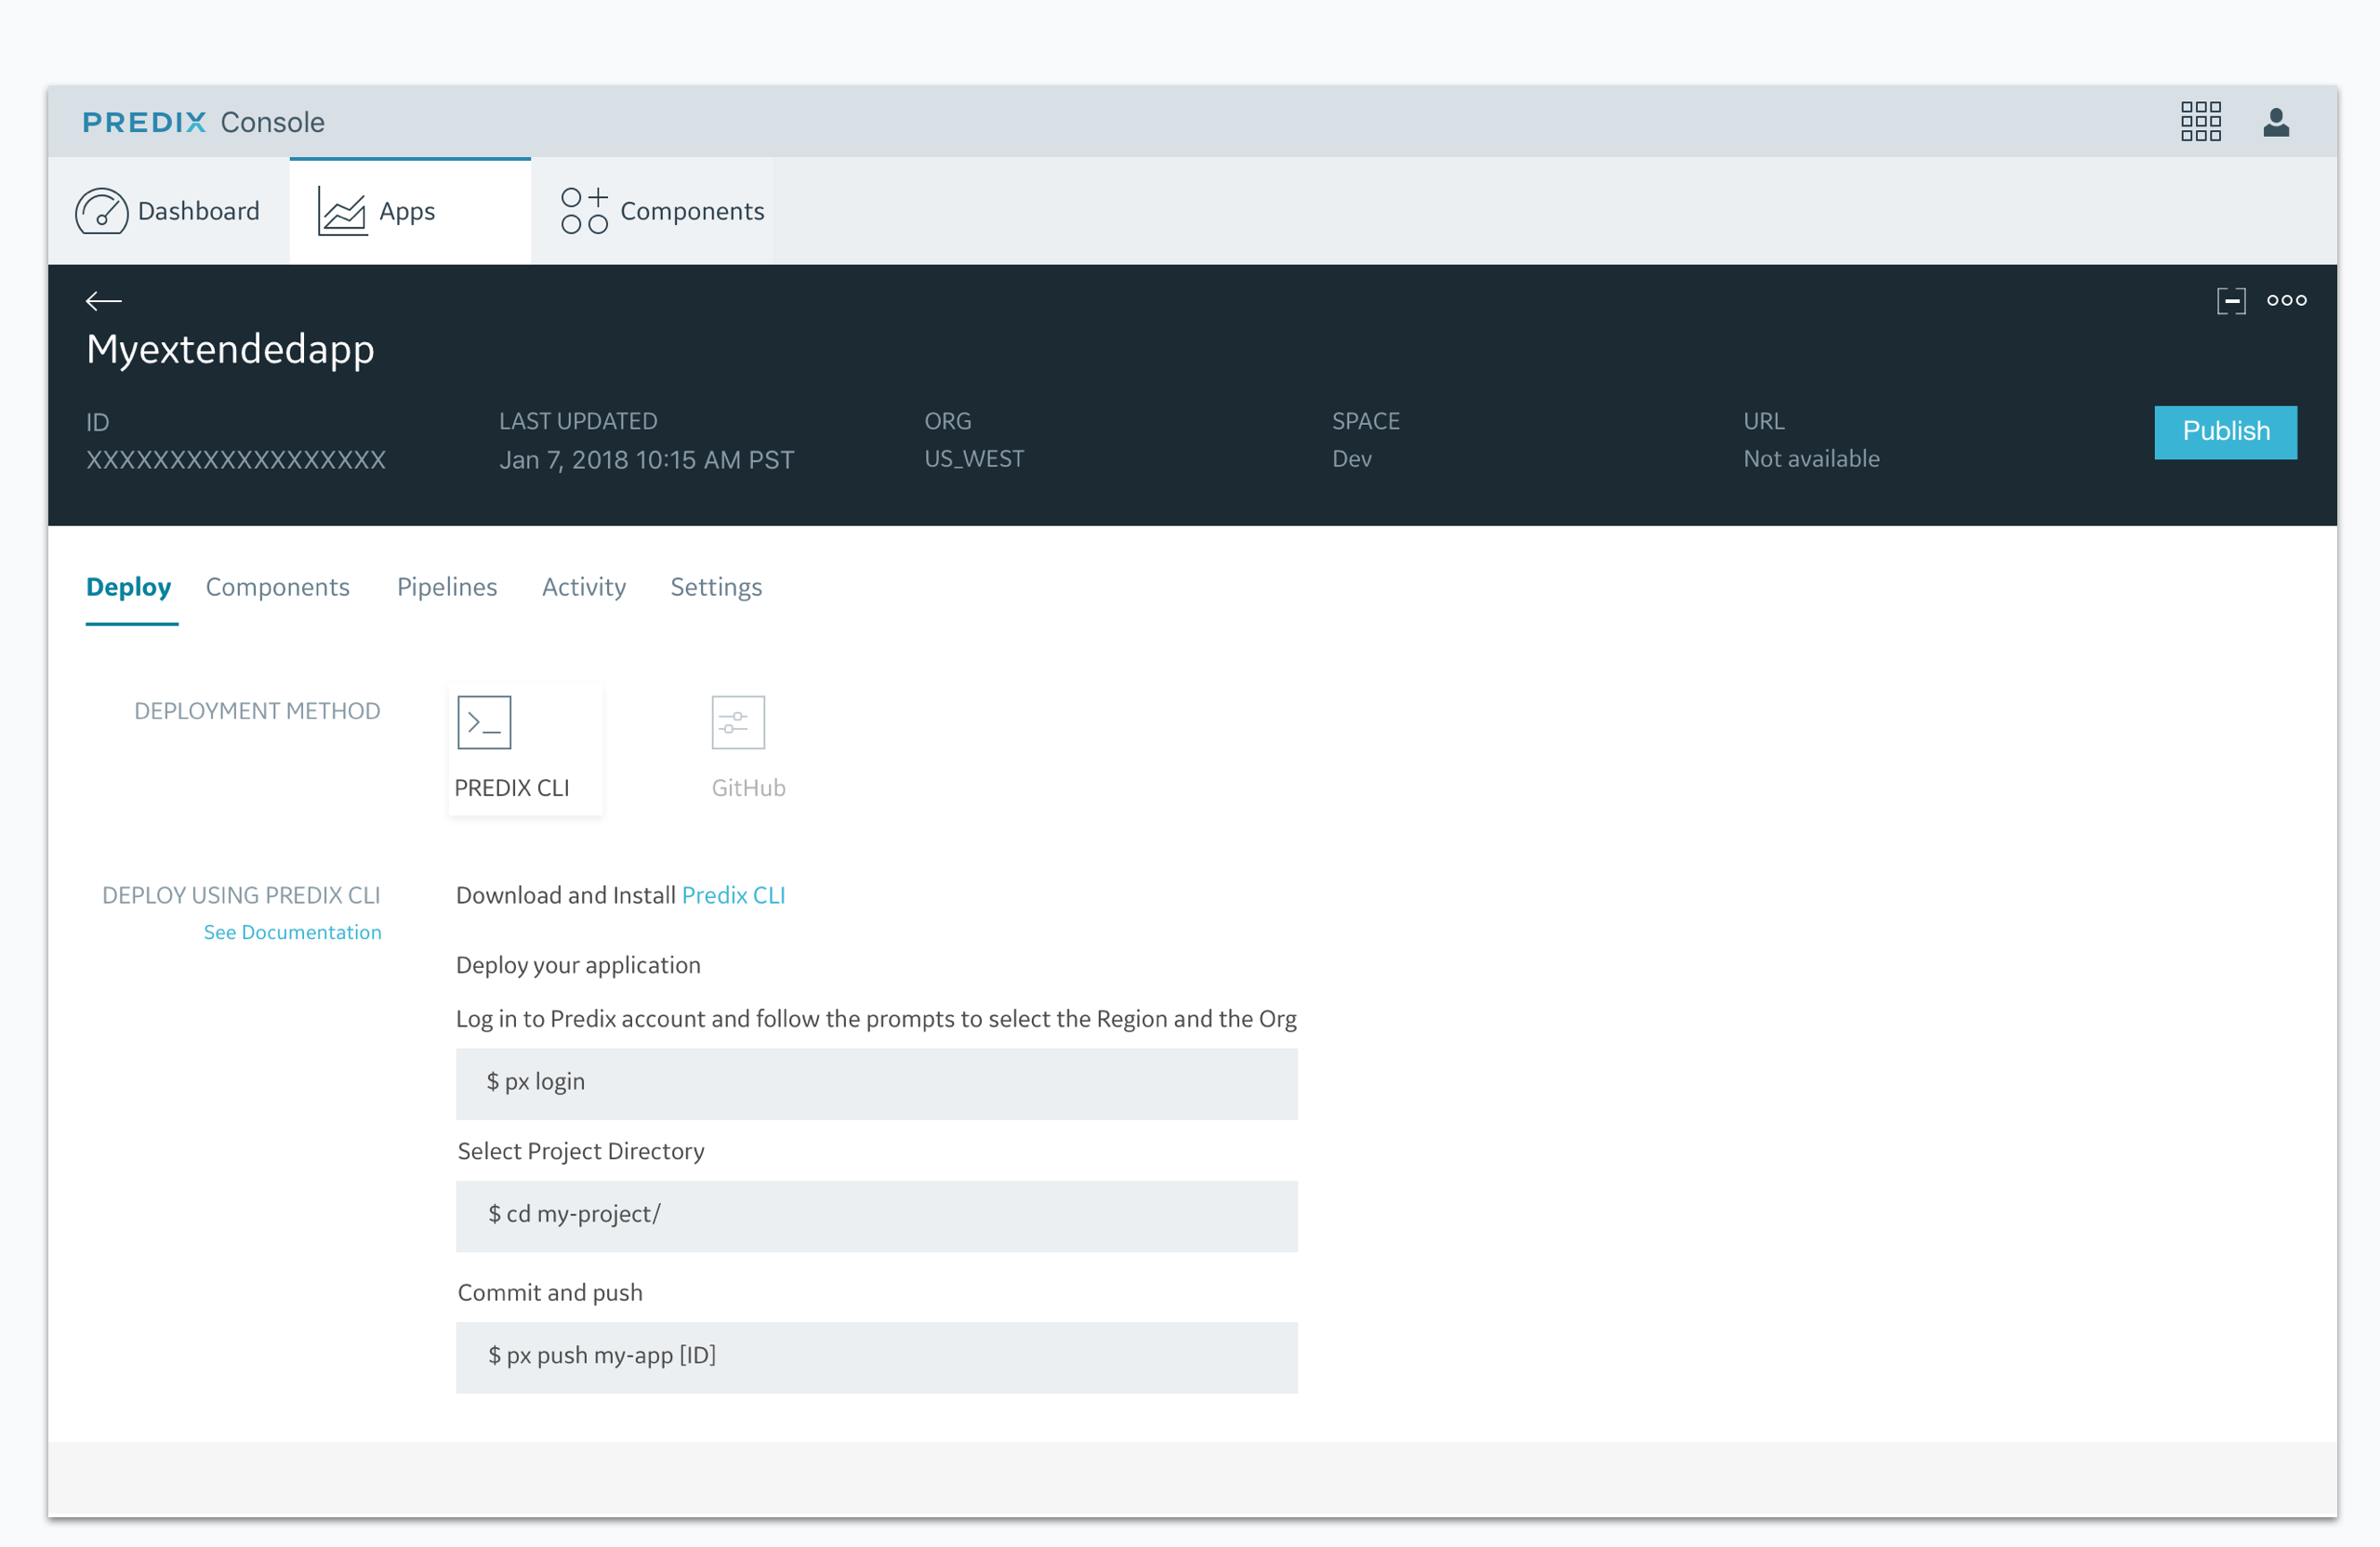 PREDIX Console
Dashboard
Apps
Components
Myextendedapp
ID
XXXXXXXXXXXXXXXXXX
LAST UPDATED
Jan 7, 2018 10:15 AM PST
ORG
US_WEST
SPACE
Dev
URL
Not available
Publish
Deploy
Components
Pipelines
Activity
Settings
DEPLOYMENT METHOD
PREDIX CLI
GitHub
DEPLOY USING PREDIX CLI
See Documentation
Download and Install Predix CLI
Deploy your application
Log in to Predix account and follow the prompts to select the Region and the Org
$ px login
Select Project Directory
$ cd my-project/
Commit and push
$ px push my-app [ID]